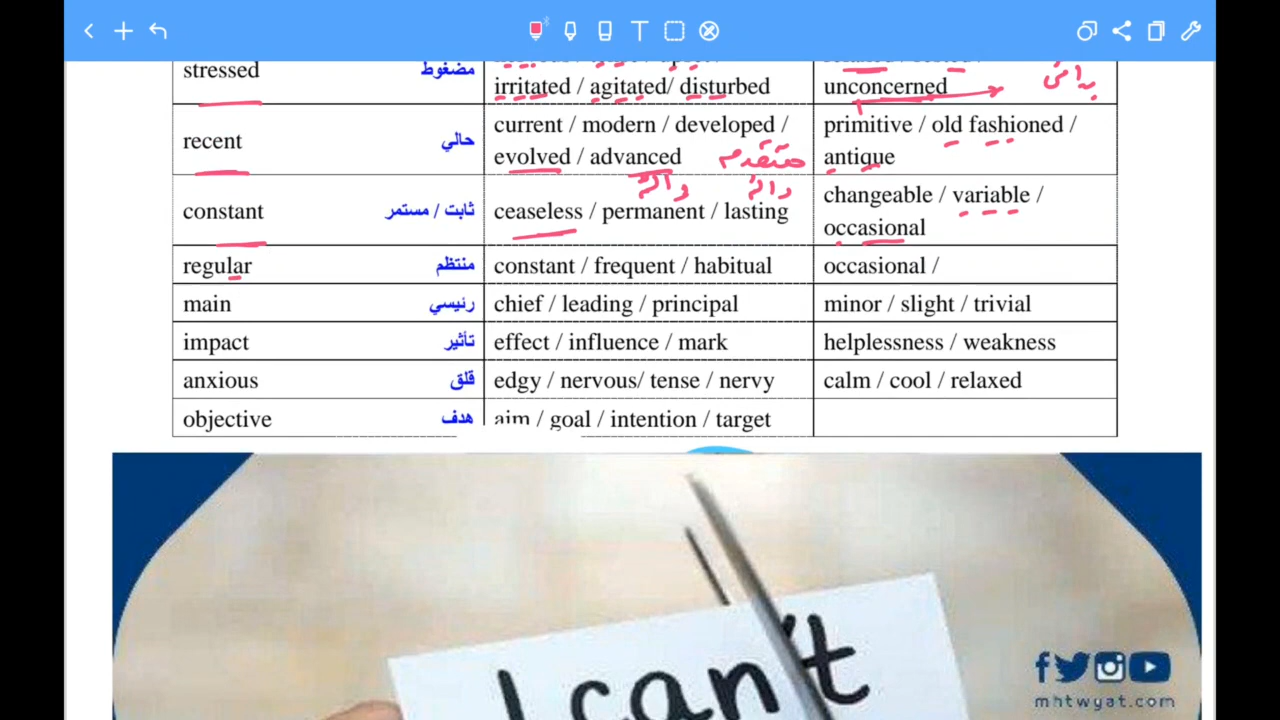 stressed مضغوط
irritated / agitated/ disturbed
unconcerned
recent حالي
current / modern / developed /
evolved / advanced متقدم
primitive / old fashioned /
antique
constant ثابت / مستمر
دائم دائم
ceaseless / permanent / lasting
changeable / variable /
occasional
regular منتظم constant / frequent / habitual occasional /
main رئيسي chief / leading / principal minor / slight / trivial
impact تأثير effect / influence / mark helplessness / weakness
anxious قلق edgy / nervous/ tense / nervy calm / cool / relaxed
objective هدف aim / goal / intention / target
I can't
mhtwyat.com